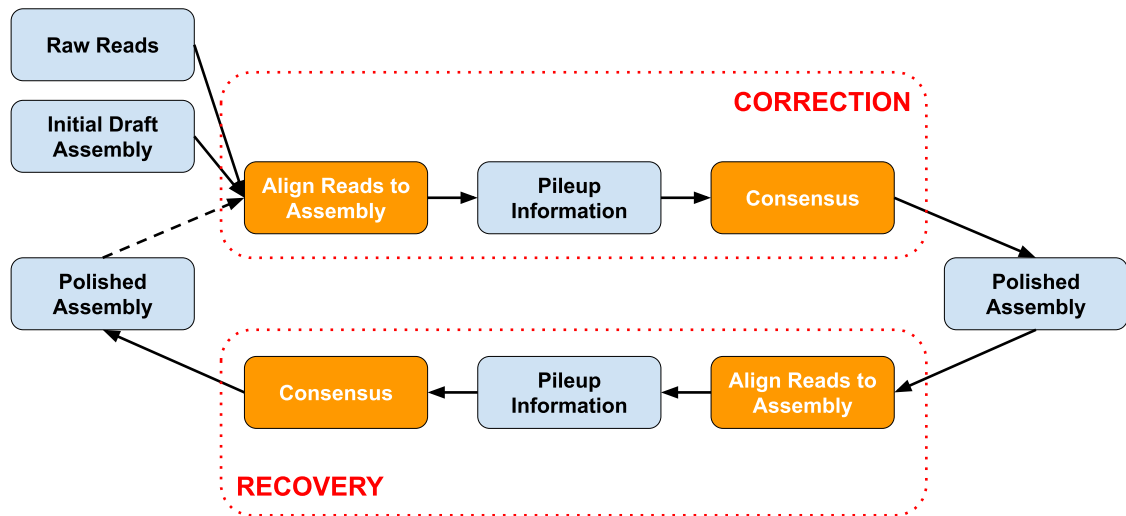 Raw Reads
Initial Draft
Assembly
CORRECTION
Align Reads to
Assembly
Pileup
Information
Consensus
Polished
Assembly
Polished
Assembly
Consensus
Pileup
Information
Align Reads to
Assembly
RECOVERY